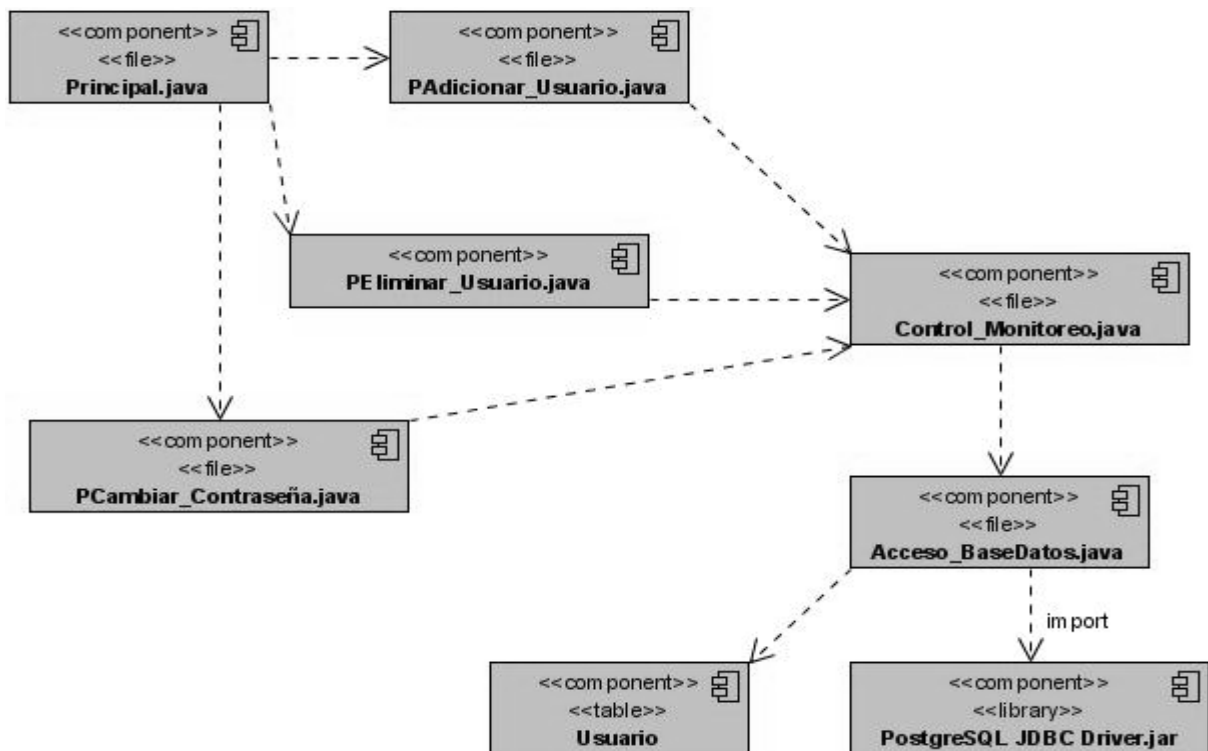 <<component>>
<<file>>
Principal.java
<<component>>
<<file>>
PAdicionar_Usuario.java
<<component>>
PEliminar_Usuario.java
<<component>>
<<file>>
Control_Monitoreo.java
<<component>>
<<file>>
PCambiar_Contraseña.java
<<component>>
<<file>>
Acceso_BaseDatos.java
import
<<component>>
<<table>>
Usuario
<<component>>
<<library>>
PostgreSQL JDBC Driver.jar